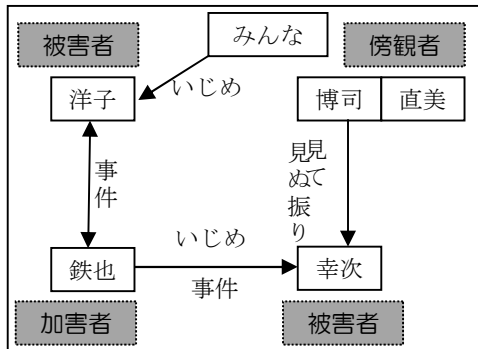 被害者
みんな
傍観者
洋子
いじめ
博司
直美
事件
見て
見ぬ振り
鉄也
いじめ
事件
幸次
加害者
被害者